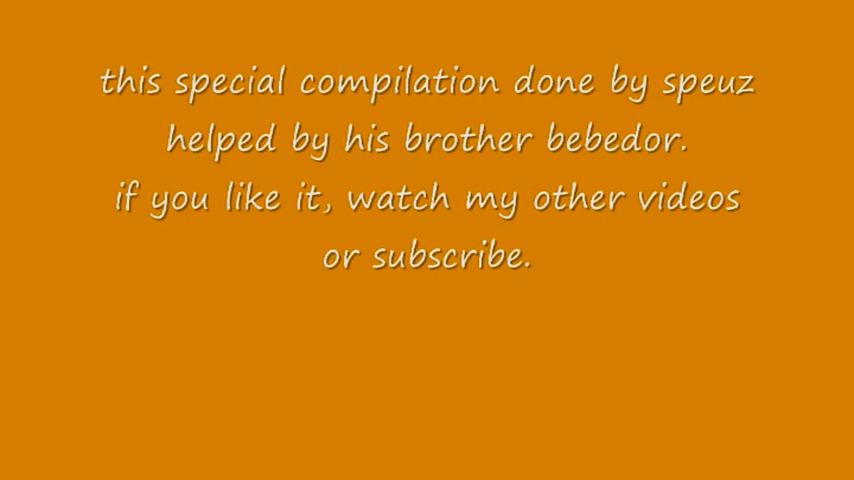 this special compilation done by speuz
helped by his brother bebedor.
if you like it, watch my other videos
or subscribe.